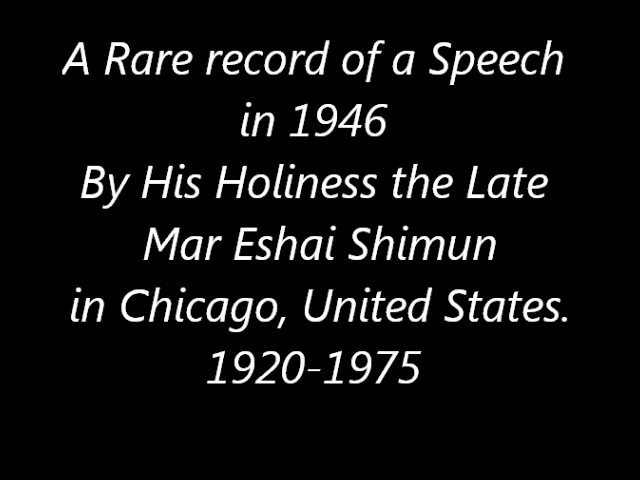 A Rare record of a Speech
in 1946
By His Holiness the Late
Mar Eshai Shimun
in Chicago, United States.
1920-1975